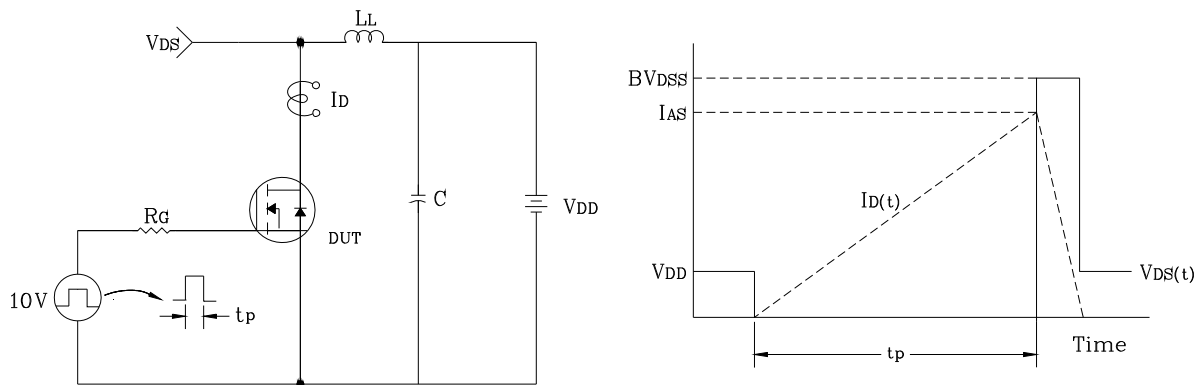 LL
VDS
ID
C
VDD
RG
DUT
10V
tp
BVDSS
IAS
ID(t)
VDD
VDS(t)
Time
tp